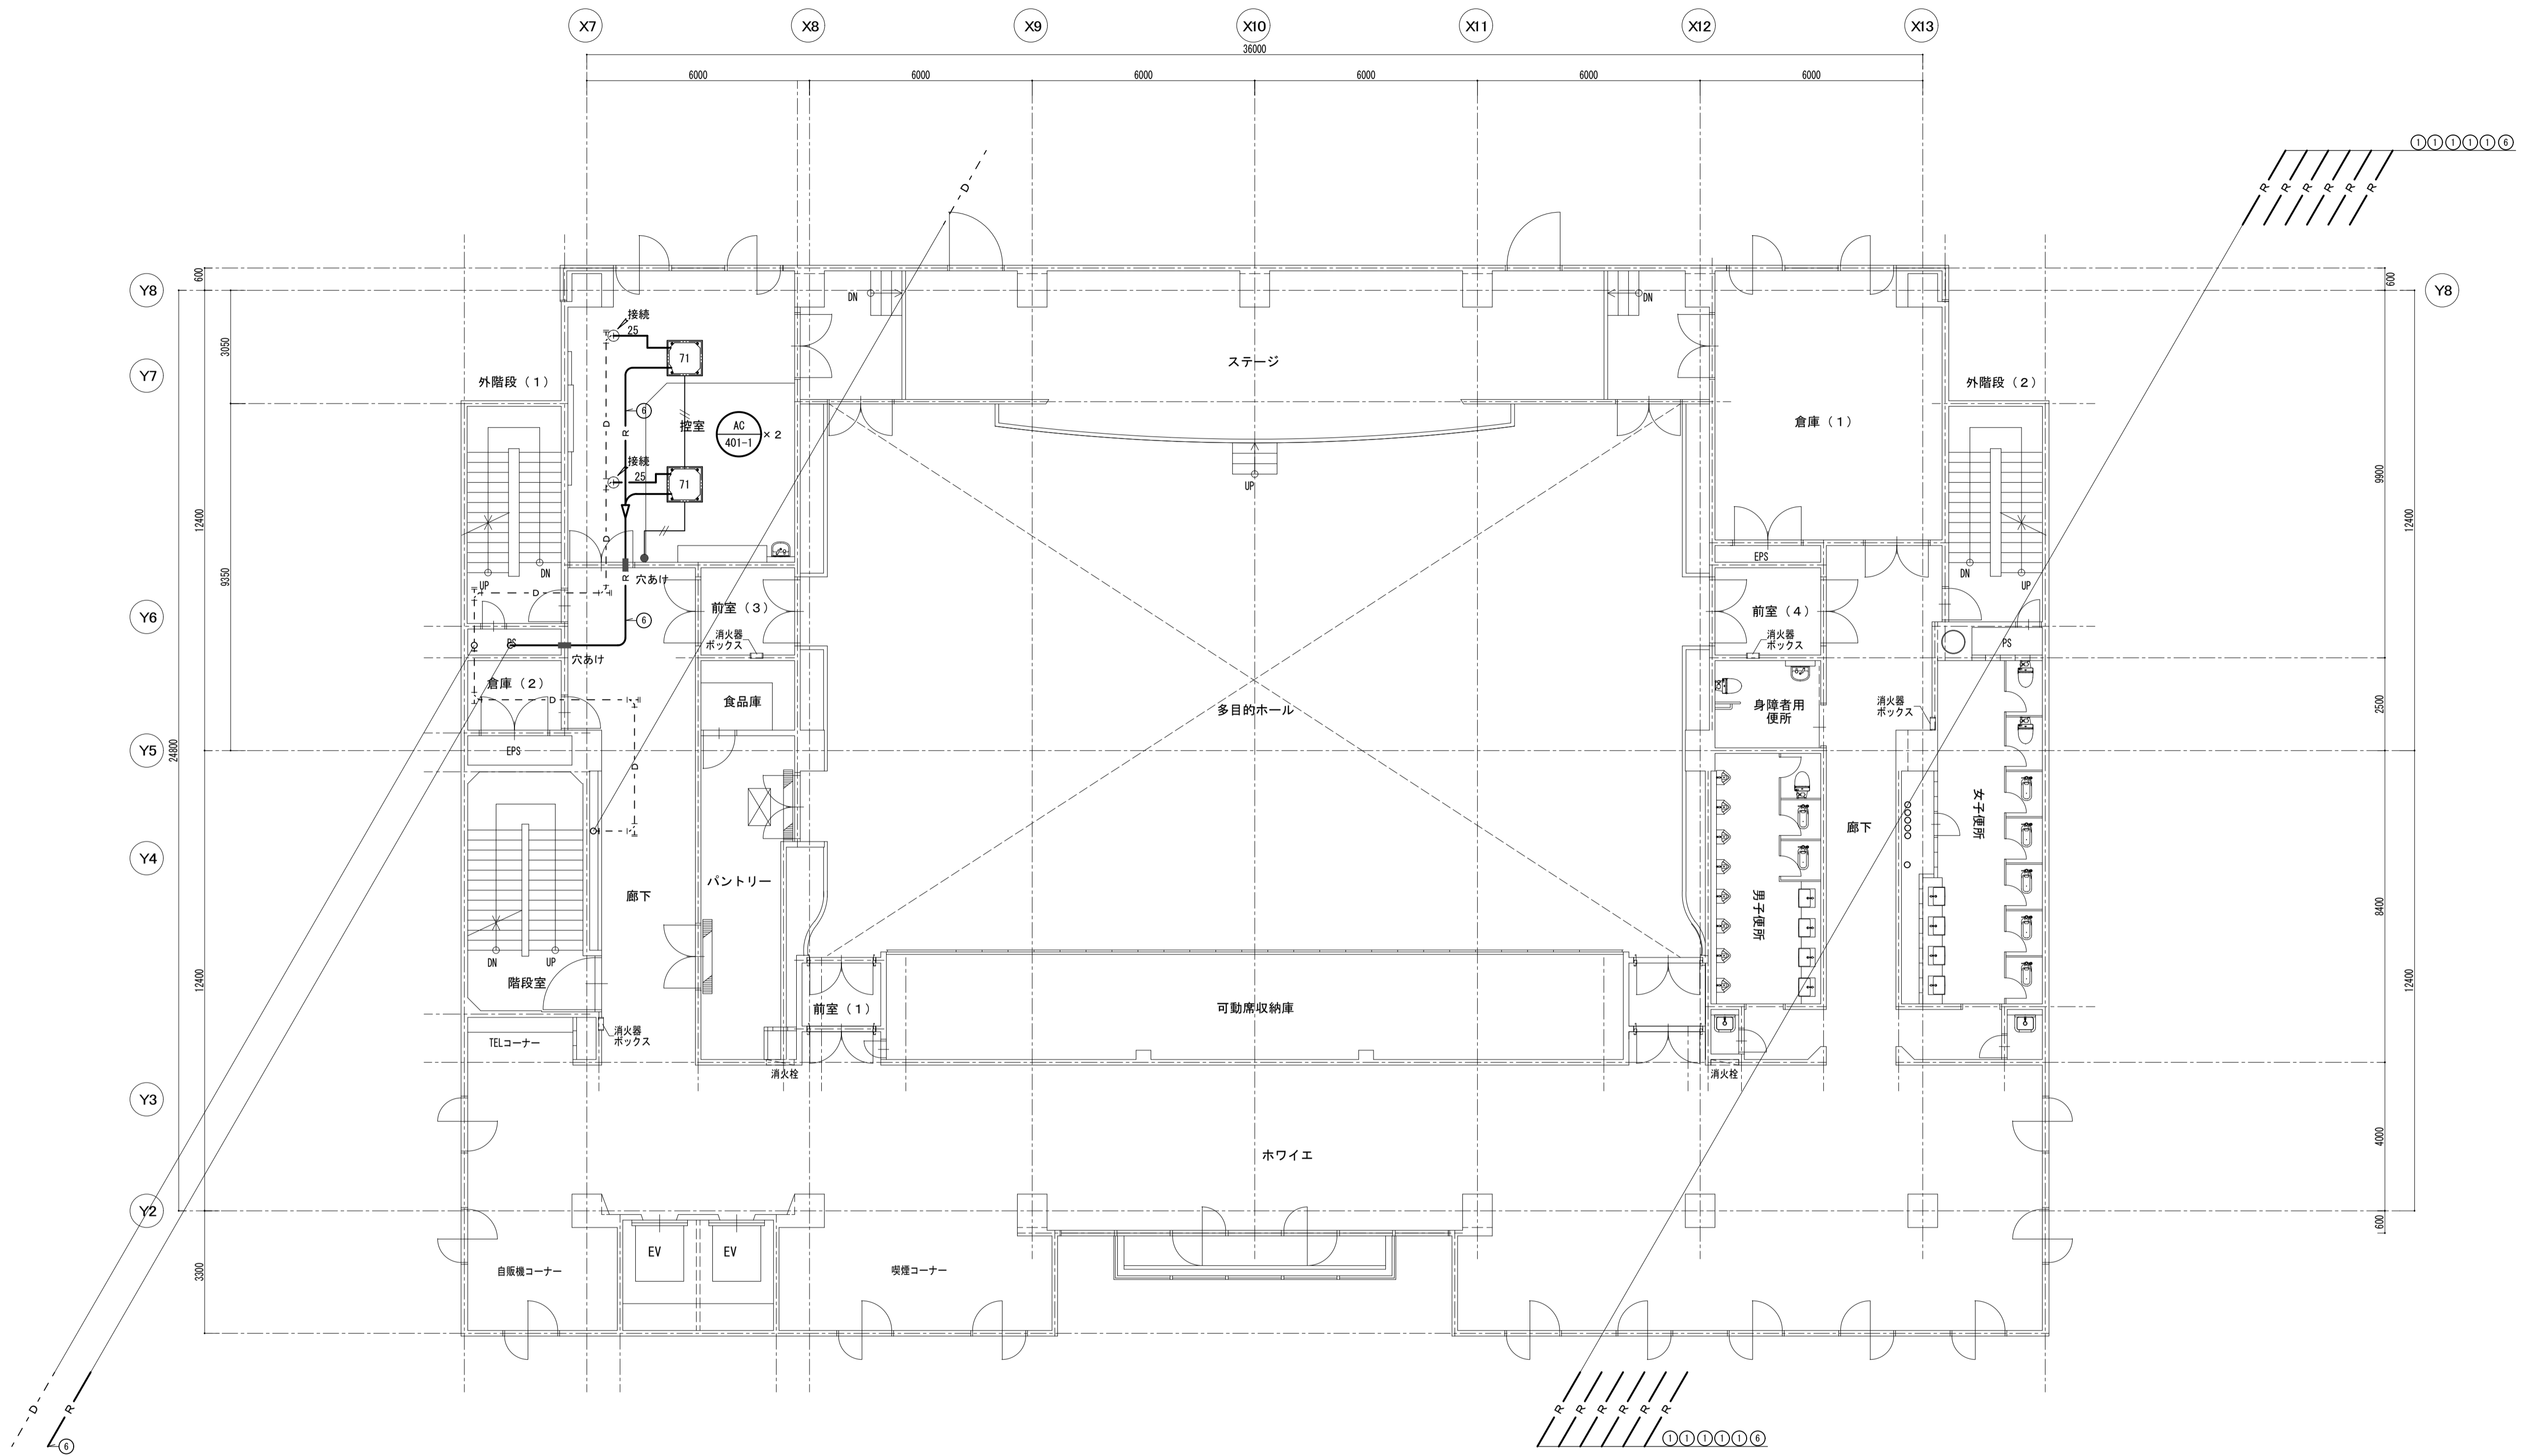 X7 X8 X9 X10 X11 X12 X13
36000
6000 6000 6000 6000 6000 6000
D
①①①①①⑥
R R R R R R
600
600
Y8
Y8
DN
DN
接続
25
3050
71
ステージ
Y7
外階段（1）
外階段（2）
⑥
D
R
控室
AC
401-1
× 2
倉庫（1）
接続
25
71
UP
9900
12400
12400
D
EPS
DN
DN
9350
R
穴あけ
UP
UP
D
前室（3）
前室（4）
Y6
⑥
消火器
ボックス
消火器
ボックス
PS
PS
穴あけ
倉庫（2）
D
食品庫
多目的ホール
身障者用
便所
消火器
ボックス
2500
Y5
24800
EPS
D
女子便所
廊下
Y4
パントリー
廊下
男子便所
8400
DN
UP
階段室
12400
12400
前室（1）
可動席収納庫
消火器
ボックス
TELコーナー
消火栓
消火栓
Y3
4000
ホワイエ
Y2
600
EV
EV
3300
自販機コーナー
喫煙コーナー
D
R
⑥
R R R R R R
①①①①①⑥